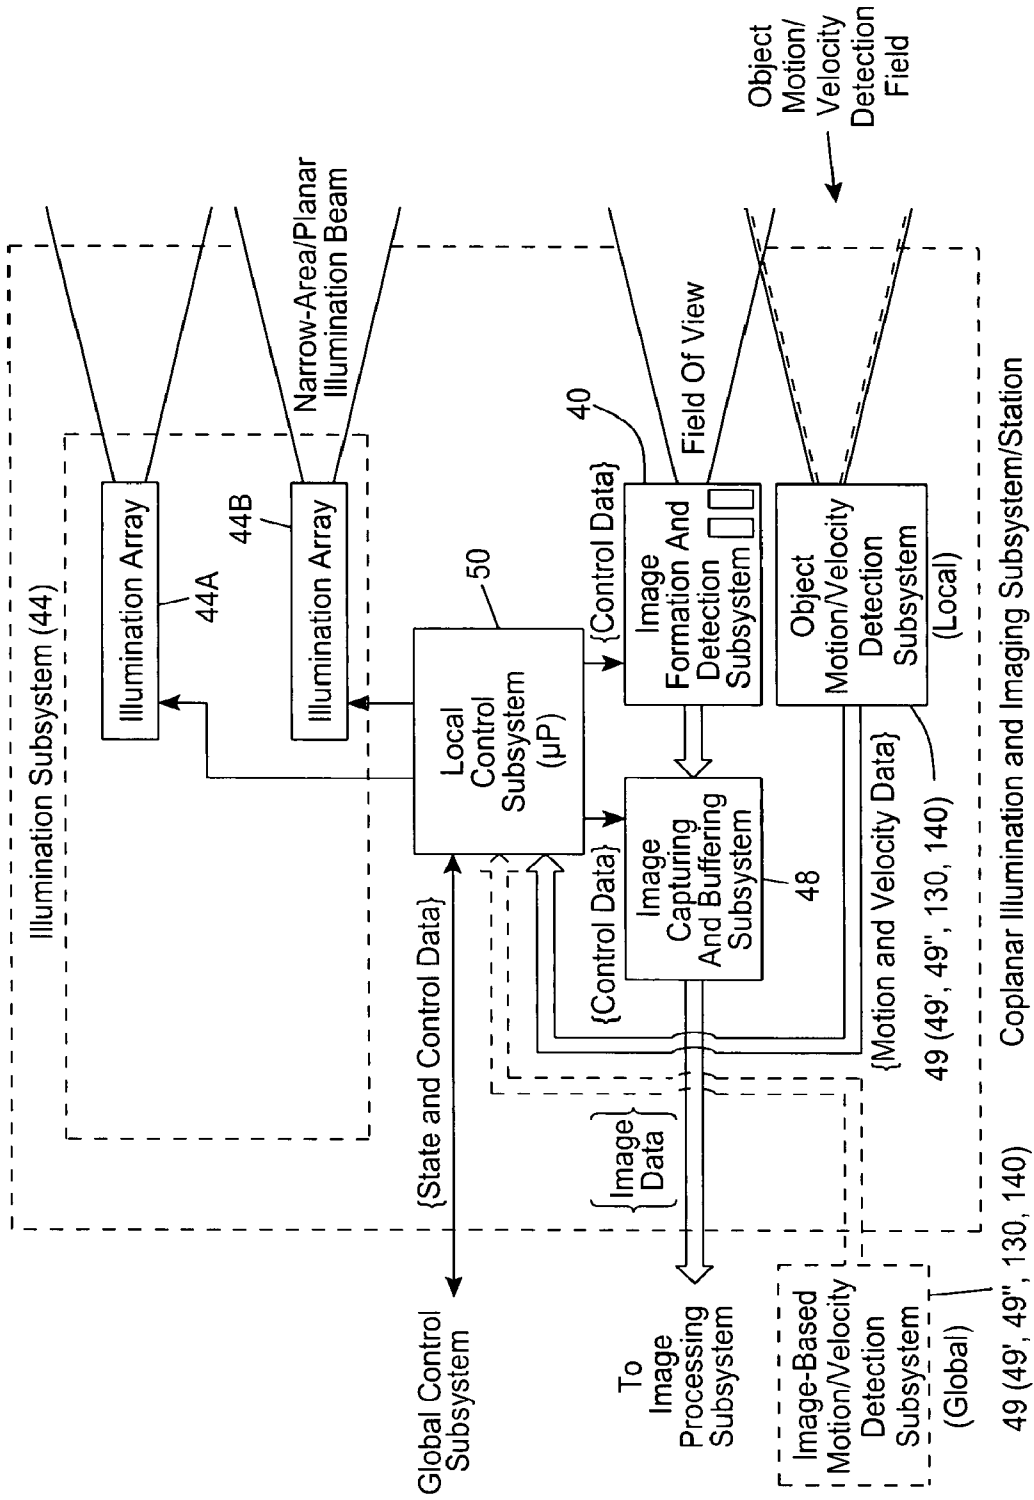 Illumination Subsystem (44)
Illumination Array
44A
44B
Illumination Array
Narrow-Area/Planar
Illumination Beam
Global Control
Subsystem
{State and Control Data}
Local
Control
Subsystem
(µP)
50
{Control Data}
{Control Data}
Image
Formation And
Detection
Subsystem
40
Field Of View
Image
Capturing
And Buffering
Subsystem
48
{Image
Data}
To
Image
Processing
Subsystem
Object
Motion/
Velocity
Detection
Field
Object
Motion/Velocity
Detection
Subsystem
(Local)
{Motion and Velocity Data}
49 (49', 49", 130, 140)
Image-Based
Motion/Velocity
Detection
Subsystem
(Global)
49 (49', 49", 130, 140)
Coplanar Illumination and Imaging Subsystem/Station